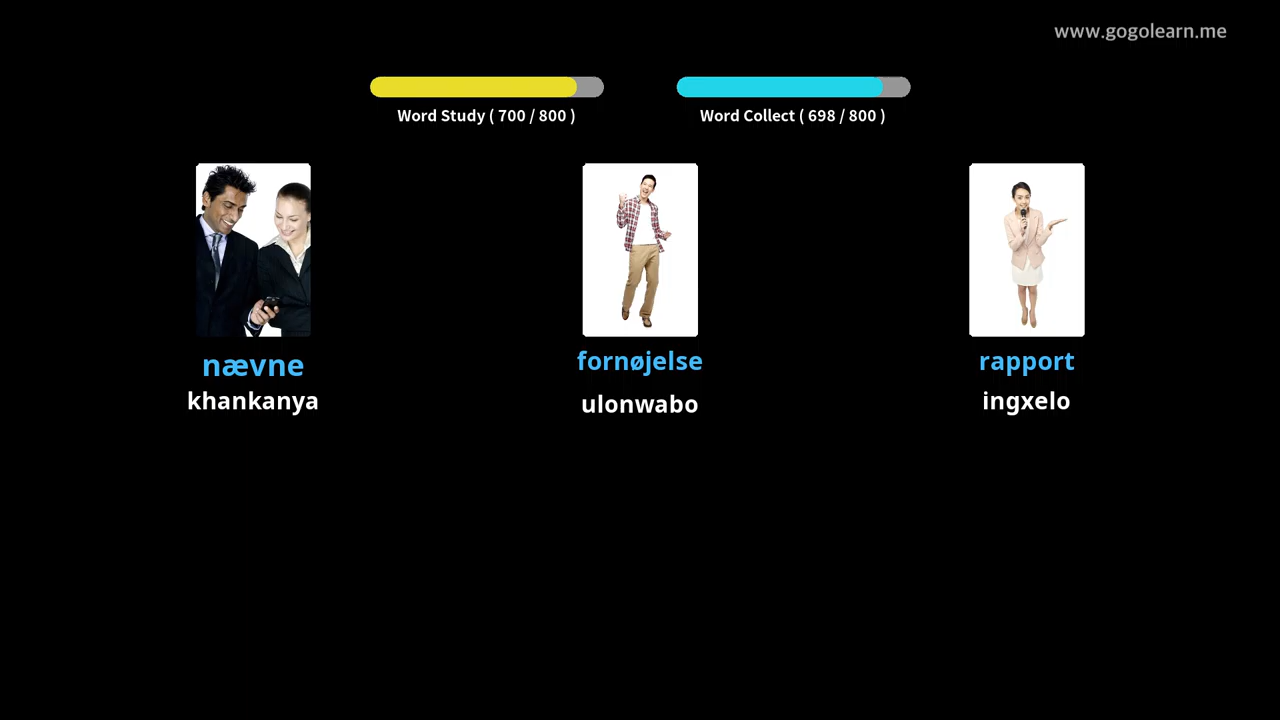 www.gogolearn.me
Word Study ( 700 / 800 )
Word Collect ( 698 / 800 )
nævne
khankanya
fornøjelse
ulonwabo
rapport
ingxelo